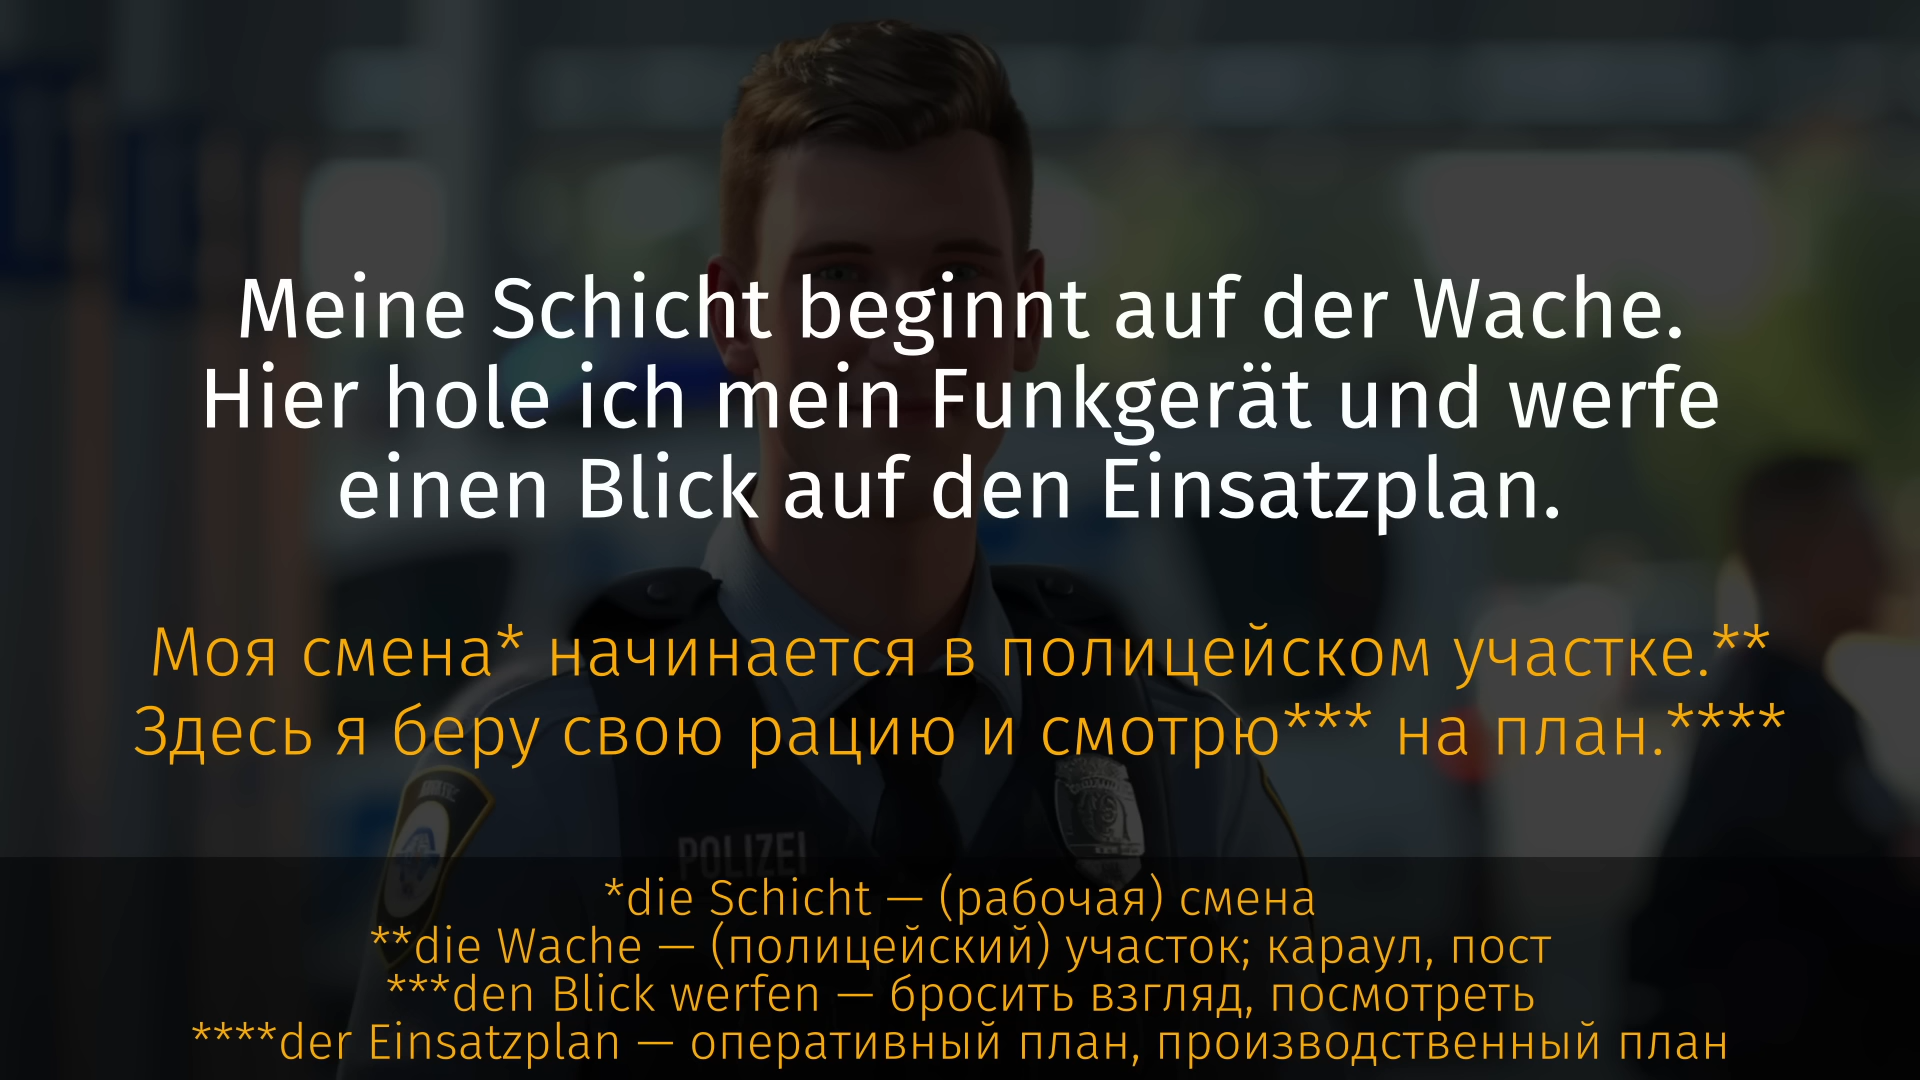 Meine Schicht beginnt auf der Wache.
Hier hole ich mein Funkgerät und werfe
einen Blick auf den Einsatzplan.
Моя смена* начинается в полицейском участке.**
Здесь я беру свою рацию и смотрю*** на план.****
POLIZEI
*die Schicht — (рабочая) смена
**die Wache — (полицейский) участок; караул, пост
***den Blick werfen — бросить взгляд, посмотреть
****der Einsatzplan — оперативный план, производственный план